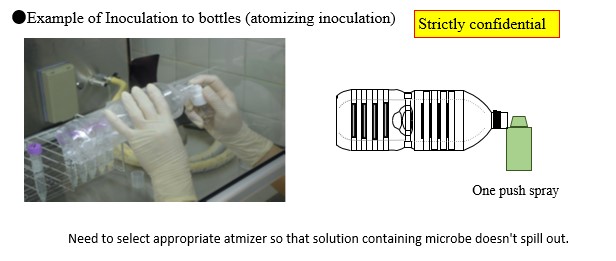 ●Example of Inoculation to bottles (atomizing inoculation)
Strictly confidential
One push spray
Need to select appropriate atmizer so that solution containing microbe doesn't spill out.